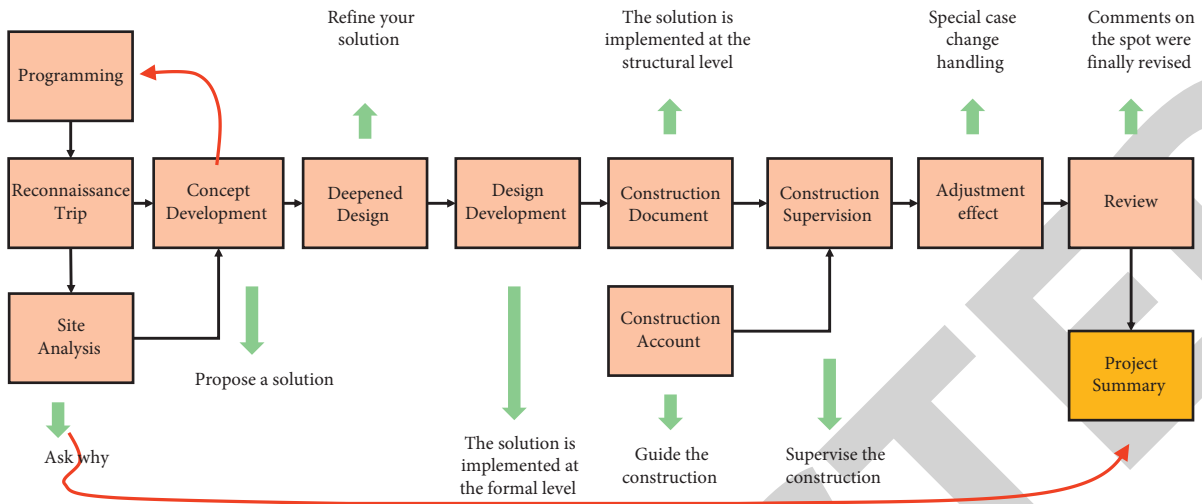 Refine your
solution
The solution is
implemented at the
structural level
Special case
change
handling
Comments on
the spot were
finally revised
Programming
Reconnaissance
Trip
Concept
Development
Deepened
Design
Design
Development
Construction
Document
Construction
Supervision
Adjustment
effect
Review
Site
Analysis
Construction
Account
Project
Summary
Propose a solution
Ask why
The solution is
implemented at
the formal level
Guide the
construction
Supervise the
construction